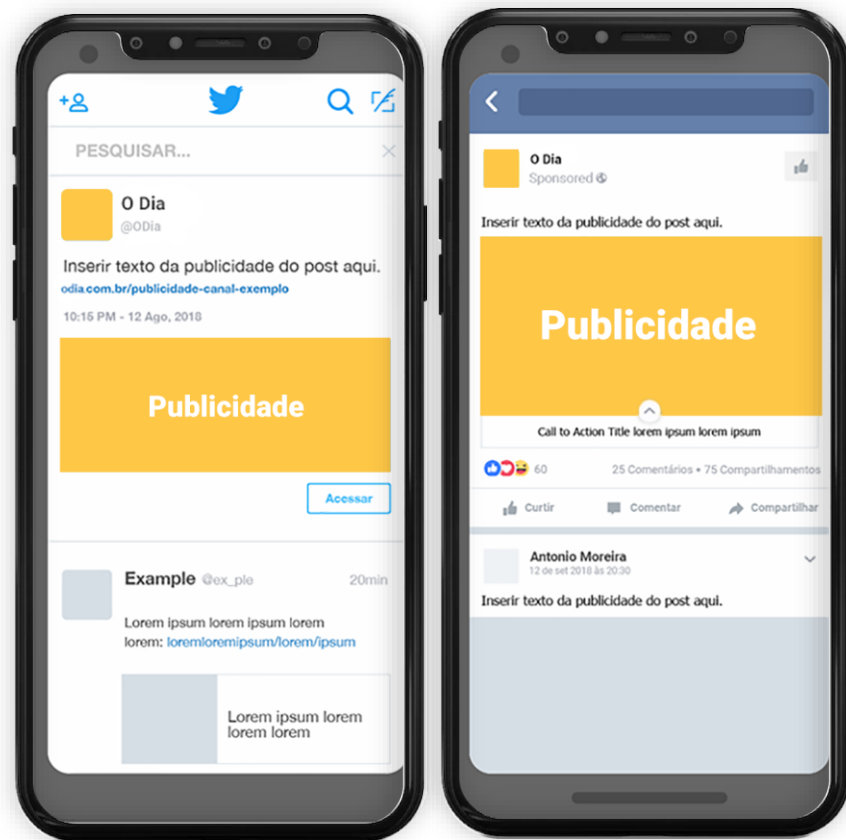 PESQUISAR...
O Dia
@ODia
Inserir texto da publicidade do post aqui.
odia.com.br/publicidade-canal-exemplo
10:15 PM - 12 Ago, 2018
Publicidade
Acessar
Example @ex_ple 20min
Lorem ipsum lorem ipsum lorem
lorem: loremloremipsum/lorem/ipsum
Lorem ipsum lorem
lorem lorem
O Dia
Sponsored
Inserir texto da publicidade do post aqui.
Publicidade
Call to Action Title lorem ipsum lorem ipsum
60 25 Comentários • 75 Compartilhamentos
Curtir Comentar Compartilhar
Antonio Moreira
12 de set 2018 às 20:30
Inserir texto da publicidade do post aqui.